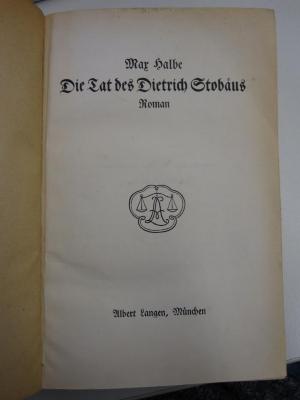 Max Halbe
Die Tat des Dietrich Stobäus
Roman
Albert Langen, München